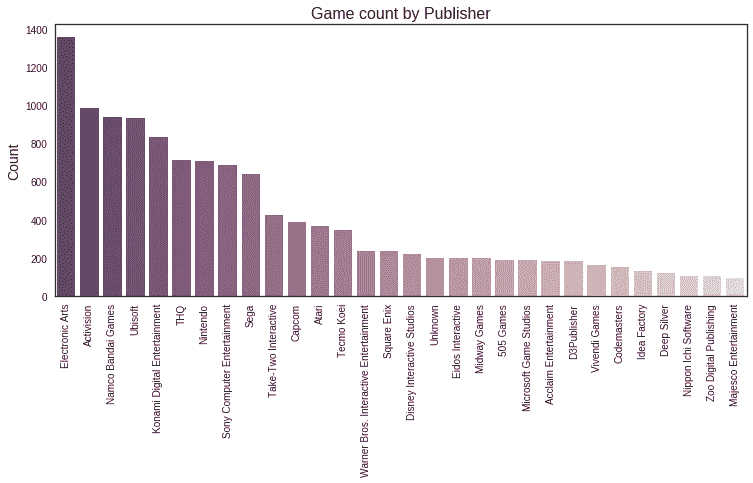 Game count by Publisher
Count
1400
1200
1000
800
600
400
200
0
Electronic Arts
Activision
Namco Bandai Games
Ubisoft
Konami Digital Entertainment
THQ
Nintendo
Sony Computer Entertainment
Sega
Take-Two Interactive
Capcom
Atari
Tecmo Koei
Warner Bros. Interactive Entertainment
Square Enix
Disney Interactive Studios
Unknown
Eidos Interactive
Midway Games
505 Games
Microsoft Game Studios
Acclaim Entertainment
D3Publisher
Vivendi Games
Codemasters
Idea Factory
Deep Silver
Nippon Ichi Software
Zoo Digital Publishing
Majesco Entertainment